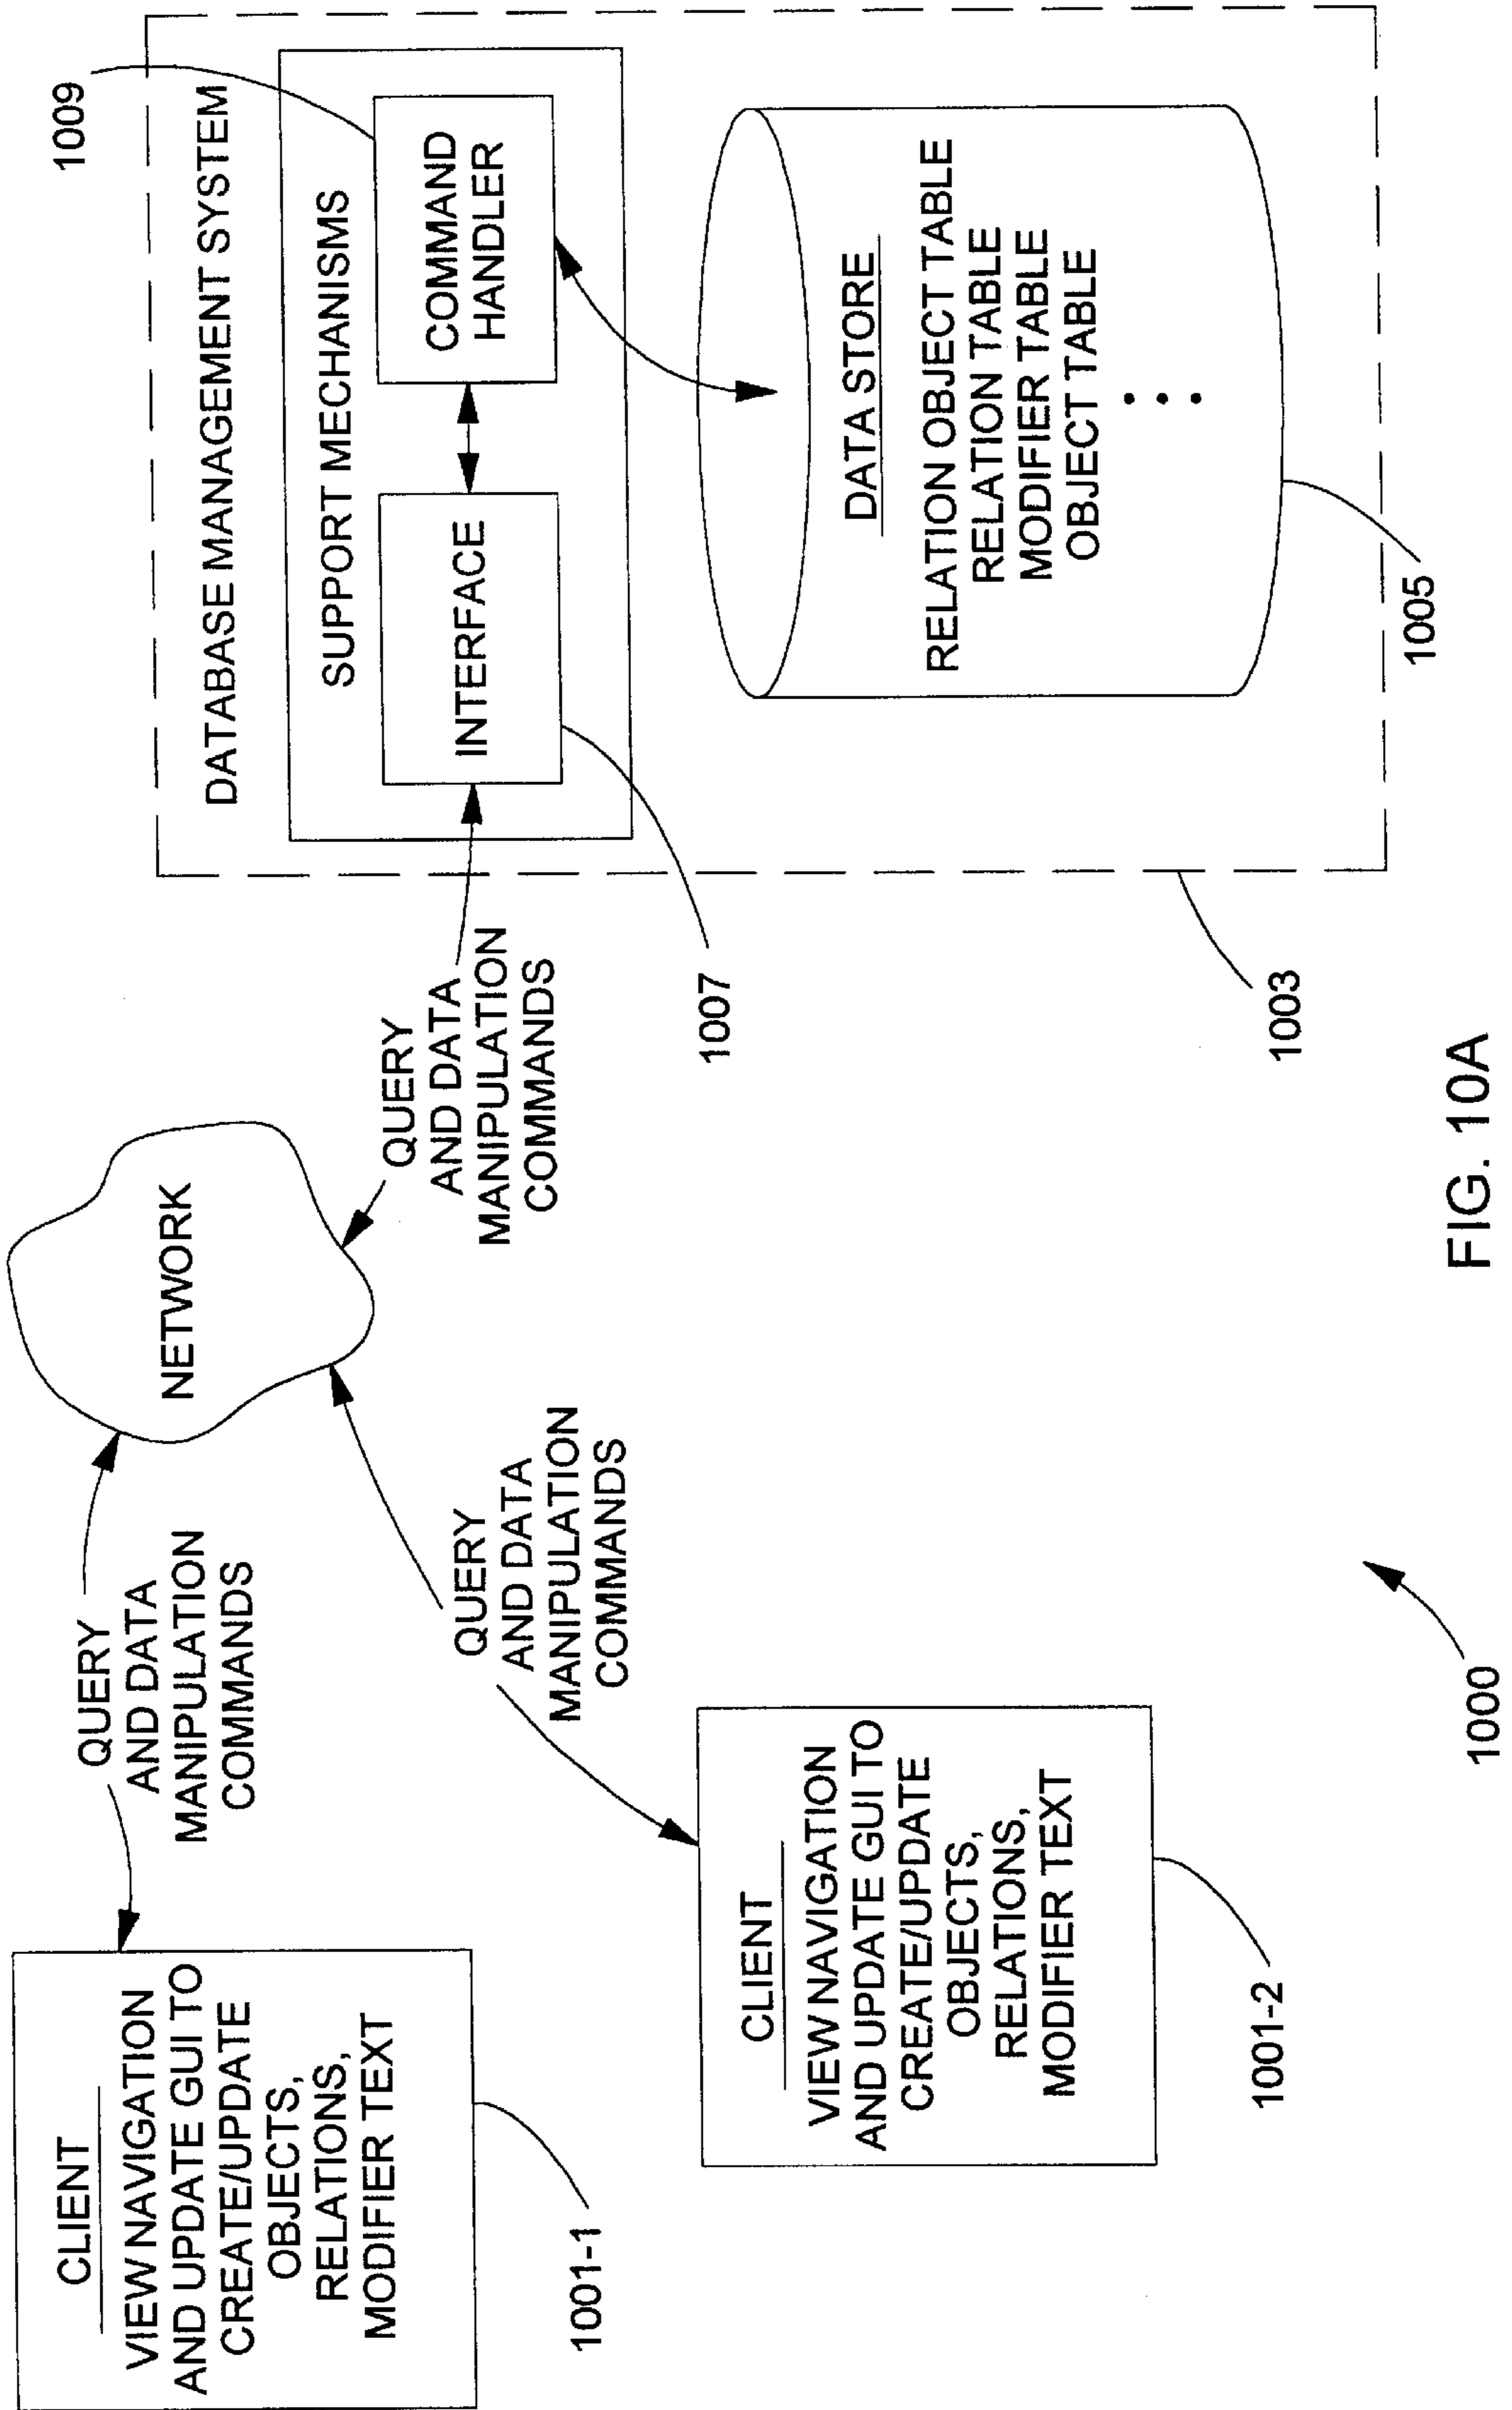 CLIENT
VIEW NAVIGATION
AND UPDATE GUI TO
CREATE/UPDATE
OBJECTS,
RELATIONS,
MODIFIER TEXT
1001-1
QUERY
AND DATA
MANIPULATION
COMMANDS
NETWORK
CLIENT
VIEW NAVIGATION
AND UPDATE GUI TO
CREATE/UPDATE
OBJECTS,
RELATIONS,
MODIFIER TEXT
1001-2
QUERY
AND DATA
MANIPULATION
COMMANDS
QUERY
AND DATA
MANIPULATION
COMMANDS
1009
DATABASE MANAGEMENT SYSTEM
SUPPORT MECHANISMS
INTERFACE
COMMAND
HANDLER
1007
DATA STORE
RELATION OBJECT TABLE
RELATION TABLE
MODIFIER TABLE
OBJECT TABLE
1003
1005
1000
FIG. 10A